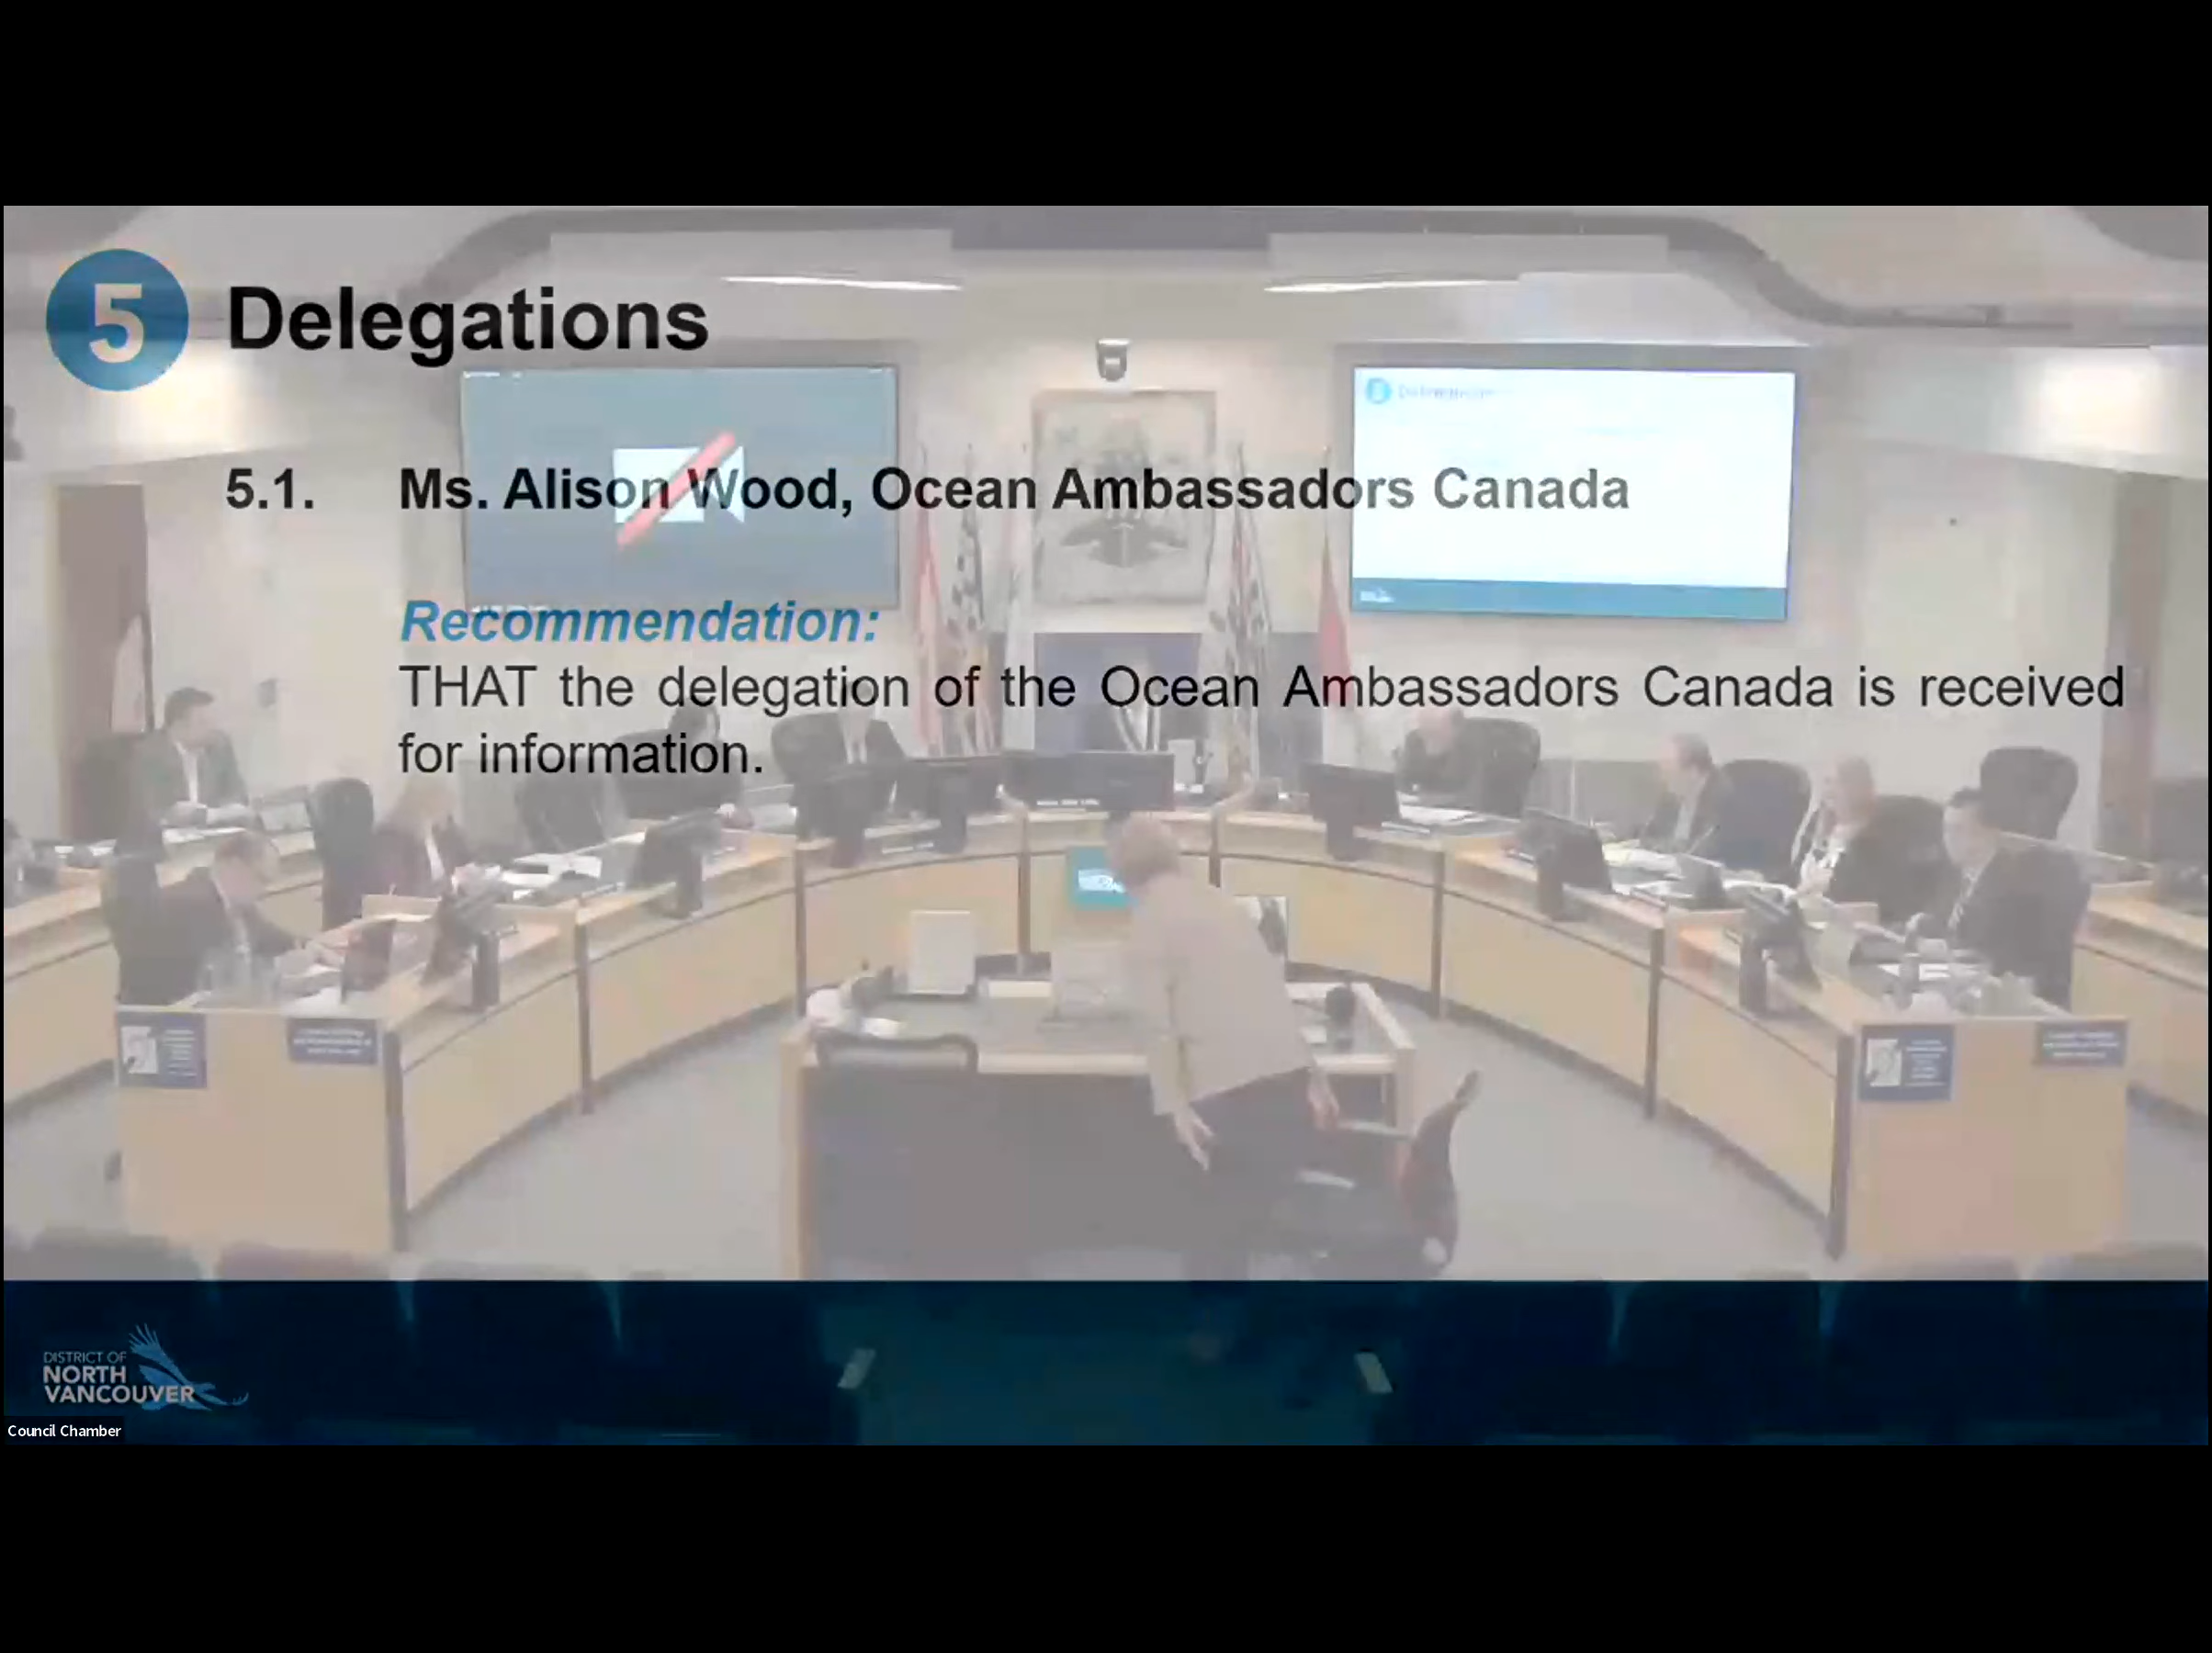 5 Delegations
5.1. Ms. Alison Wood, Ocean Ambassadors Canada
Recommendation:
THAT the delegation of the Ocean Ambassadors Canada is received
for information.
DISTRICT OF
NORTH
VANCOUVER
Council Chamber